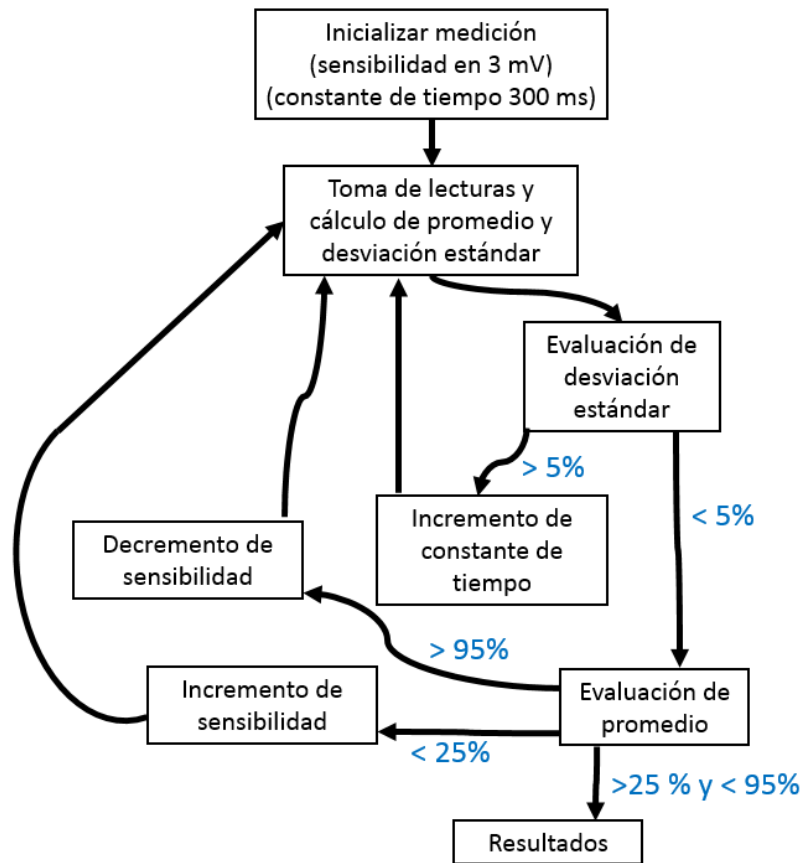 Inicializar medición
(sensibilidad en 3 mV)
(constante de tiempo 300 ms)
Toma de lecturas y
cálculo de promedio y
desviación estándar
Evaluación de
desviación
estándar
> 5%
< 5%
Incremento de
constante de
tiempo
Decremento de
sensibilidad
> 95%
Incremento de
sensibilidad
Evaluación de
promedio
< 25%
>25 % y < 95%
Resultados